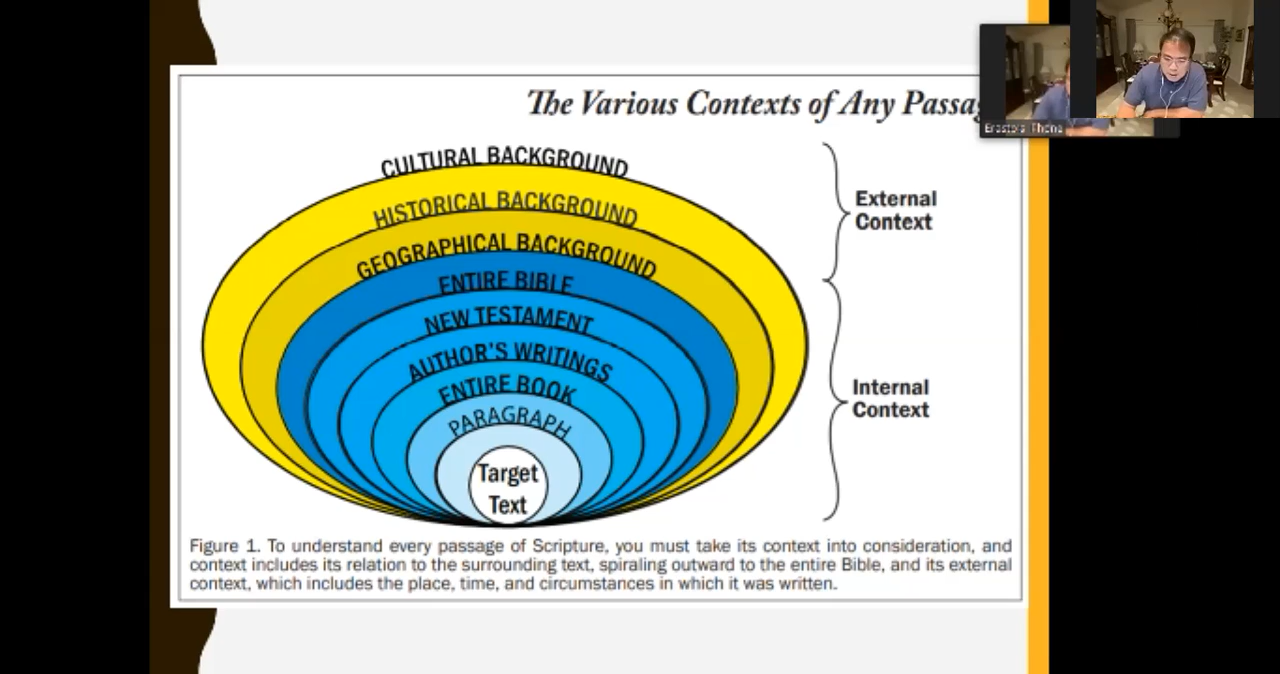 The Various Contexts of Any Passag
CULTURAL BACKGROUND
HISTORICAL BACKGROUND
GEOGRAPHICAL BACKGROUND
ENTIRE BIBLE
NEW TESTAMENT
AUTHOR'S WRITINGS
ENTIRE BOOK
PARAGRAPH
Target
Text
External
Context
Internal
Context
Figure 1. To understand every passage of Scripture, you must take its context into consideration, and
context includes its relation to the surrounding text, spiraling outward to the entire Bible, and its external
context, which includes the place, time, and circumstances in which it was written.